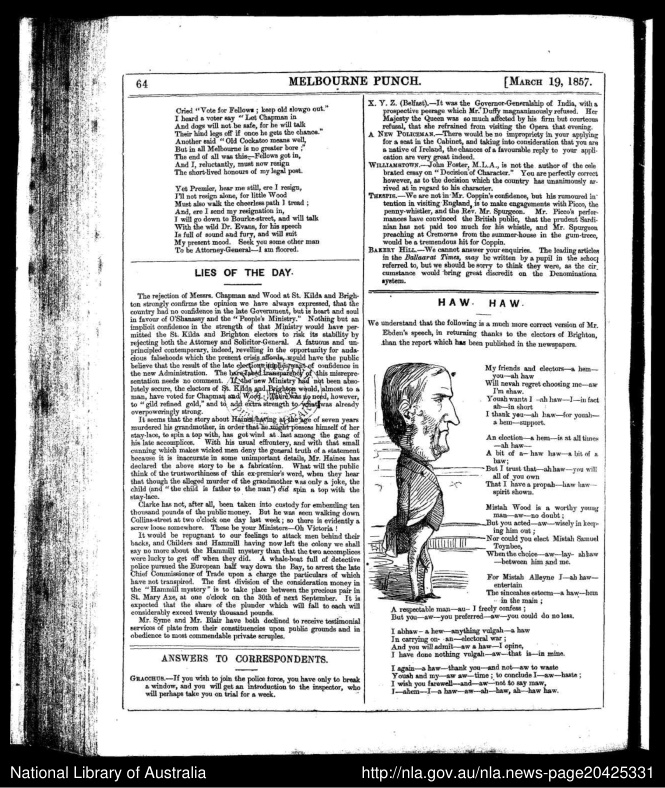 64
MELBOURNE PUNCH.
[MARCH 19, 1857.
Cried "Vote for Fellows ; keep old slowgo out."
I heard a voter say "Let Chapman in
And dogs will not be safe, for he will talk
Their hind legs off if once he gets the chance."
Another said "Old Cockatoo means well,
But in all Melbourne is no greater bore ;"
The end of all was this;—Fellows got in,
And I, reluctantly, must now resign
The short-lived honours of my legal post.
Yes Premier, hear me still, ere I resign,
I'll not resign alone, for little Wood
Must also walk the cheerless path I tread ;
And, ere I send my resignation in,
I will go down to Bourke-street, and will talk
With the wild Dr. Evans, for his speech
Is full of sound and fury, and will suit
My present mood. Seek you some other man
To be Attorney-General—I am floored.
LIES OF THE DAY.
The rejection of Messrs. Chapman and Wood at St. Kilda and Brigh-
ton strongly confirms the opinion we have always expressed, that the
country had no confidence in the late Government, but is heart and soul
in favour of O'Shanassy and the "People's Ministry." Nothing but an
implicit confidence in the strength of that Ministry would have per-
mitted the St. Kilda and Brighton electors to risk its stability by
rejecting both the Attorney and Solicitor-General. A fatuous and un-
principled contemporary, indeed, revelling in the opportunity for auda-
cious falsehoods which the present crisis affords, would have public
believe that the result of the late elections implies want of confidence in
the new Administration. The barefaced transparency of this misrepre-
sentation needs no comment. If the new Ministry had not been abso-
lutely secure, the electors of St. Kilda and Brighton would, almost to a
man, have voted for Chapman and Wood. There was no need, however,
to "gild refined gold," and to add extra strength to what was already
overpoweringly strong.
It seems that the story about Haines having at the age of seven years
murdered his grandmother, in order that he might possess himself of her
stay-lace, to spin a top with, has got wind at last among the gang of
his late accomplices. With his usual effrontery, and with that small
cunning which makes wicked men deny the general truth of a statement
because it is inaccurate in some unimportant details, Mr. Haines has
declared the above story to be a fabrication. What will the public
think of the trustworthiness of this ex-premier's word, when they hear
that though the alleged murder of the grandmother was only a joke, the
child (and "the child is father to the man") did spin a top with the
stay-lace.
Clarke has not, after all, been taken into custody for embezzling ten
thousand pounds of the public money. But he was seen walking down
Collins-street at two o'clock one day last week ; so there is evidently a
screw loose somewhere. These be your Ministers—Oh Victoria !
It would be repugnant to our feelings to attack men behind their
backs, and Childers and Hammill having now left the colony we shall
say no more about the Hammill mystery than that the two accomplices
were lucky to get off when they did. A whale-boat full of detective
police pursued the European half way down the Bay, to arrest the late
Chief Commissioner of Trade upon a charge the particulars of which
have not transpired. The first division of the consideration money in
the "Hammill mystery" is to take place between the precious pair in
St. Mary Axe, at one o'clock on the 30th of next September. It is
expected that the share of the plunder which will fall to each will
considerably exceed twenty thousand pounds.
Mr. Syme and Mr. Blair have both declined to receive testimonial
services of plate from their constituencies upon public grounds and in
obedience to most commendable private scruples.
ANSWERS TO CORRESPONDENTS.
GRACCHUS.—If you wish to join the police force, you have only to break
a window, and you will get an introduction to the inspector, who
will perhaps take you on trial for a week.
X. Y. Z. (Belfast).—It was the Governor-Generalship of India, with a
prospective peerage which Mr. Duffy magnanimously refused. Her
Majesty the Queen was so much affected by his firm but courteous
refusal, that she refrained from visiting the Opera that evening.
A NEW POLICEMAN.—There would be no impropriety in your applying
for a seat in the Cabinet, and taking into consideration that you are
a native of Ireland, the chances of a favourable reply to your appli-
cation are very great indeed.
WILLIAMSTOWN.—John Foster, M.L.A., is not the author of the cele
brated essay on "Decision of Character." You are perfectly correct
however, as to the decision which the country has unanimously ar-
rived at in regard to his character.
THESPIS.—We are not in Mr. Coppin's confidence, but his rumoured in-
tention in visiting England, is to make engagements with Picco, the
penny-whistler, and the Rev. Mr. Spurgeon. Mr. Picco's perfor-
mances have convinced the British public, that the prudent Sardi-
nian has not paid too much for his whistle, and Mr. Spurgeon
preaching at Cremorne from the summer-house in the gum-tree,
would be a tremendous hit for Coppin.
BAKERY HILL.—We cannot answer your enquiries. The leading articles
in the Ballaarat Times, may be written by a pupil in the school
referred to, but we should be sorry to think they were, as the cir
cumstance would bring great discredit on the Denominationa
system.
HAW. HAW.
We understand that the following is a much more correct version of Mr.
Ebden's speech, in returning thanks to the electors of Brighton,
than the report which has been published in the newspapers.
My friends and electors—a hem—
you—ah haw
Will nevah regret choosing me—aw
I'm shaw.
Youah wants I -ah haw—I—in fact
ah—in short
I thank you—ah haw—for youah—
a hem—support.
An election—a hem—is at all times
—ah haw—
A bit of a- haw haw—a bit of a
baw;
But I trust that—ah haw—you will
all of you own
That I have a propah—haw haw—
spirit shown.
Mistah Wood is a worthy young
man—aw—no doubt ;
But you acted—aw—wisely in keep-
ing him out ;
Nor could you elect Mistah Samuel
Toynbee,
When the choice—aw—lay- ahhaw
—between him and me.
For Mistah Alleyne I—ah haw—
entertain
The sincahes esteem—a haw—hem
- in the main ;
A respectable man—au- I freely confess ;
But you—aw—you preferred—aw—you could do no less.
I abhaw- a hew—anything vulgah—a haw
In carrying on- an—electoral war ;
And you will admit—aw a haw—I opine,
I have done nothing vulgah—aw—that is—in mine.
I again—a haw—thank you—and not—aw to waste
Youah and my—aw aw—time ; to conclude I—aw—haste ;
I wish you farewell—and—aw—not to say maw,
I—ahem—I—a haw—aw—ah—haw, ah—haw haw.
National Library of Australia
http://nla.gov.au/nla.news-page20425331